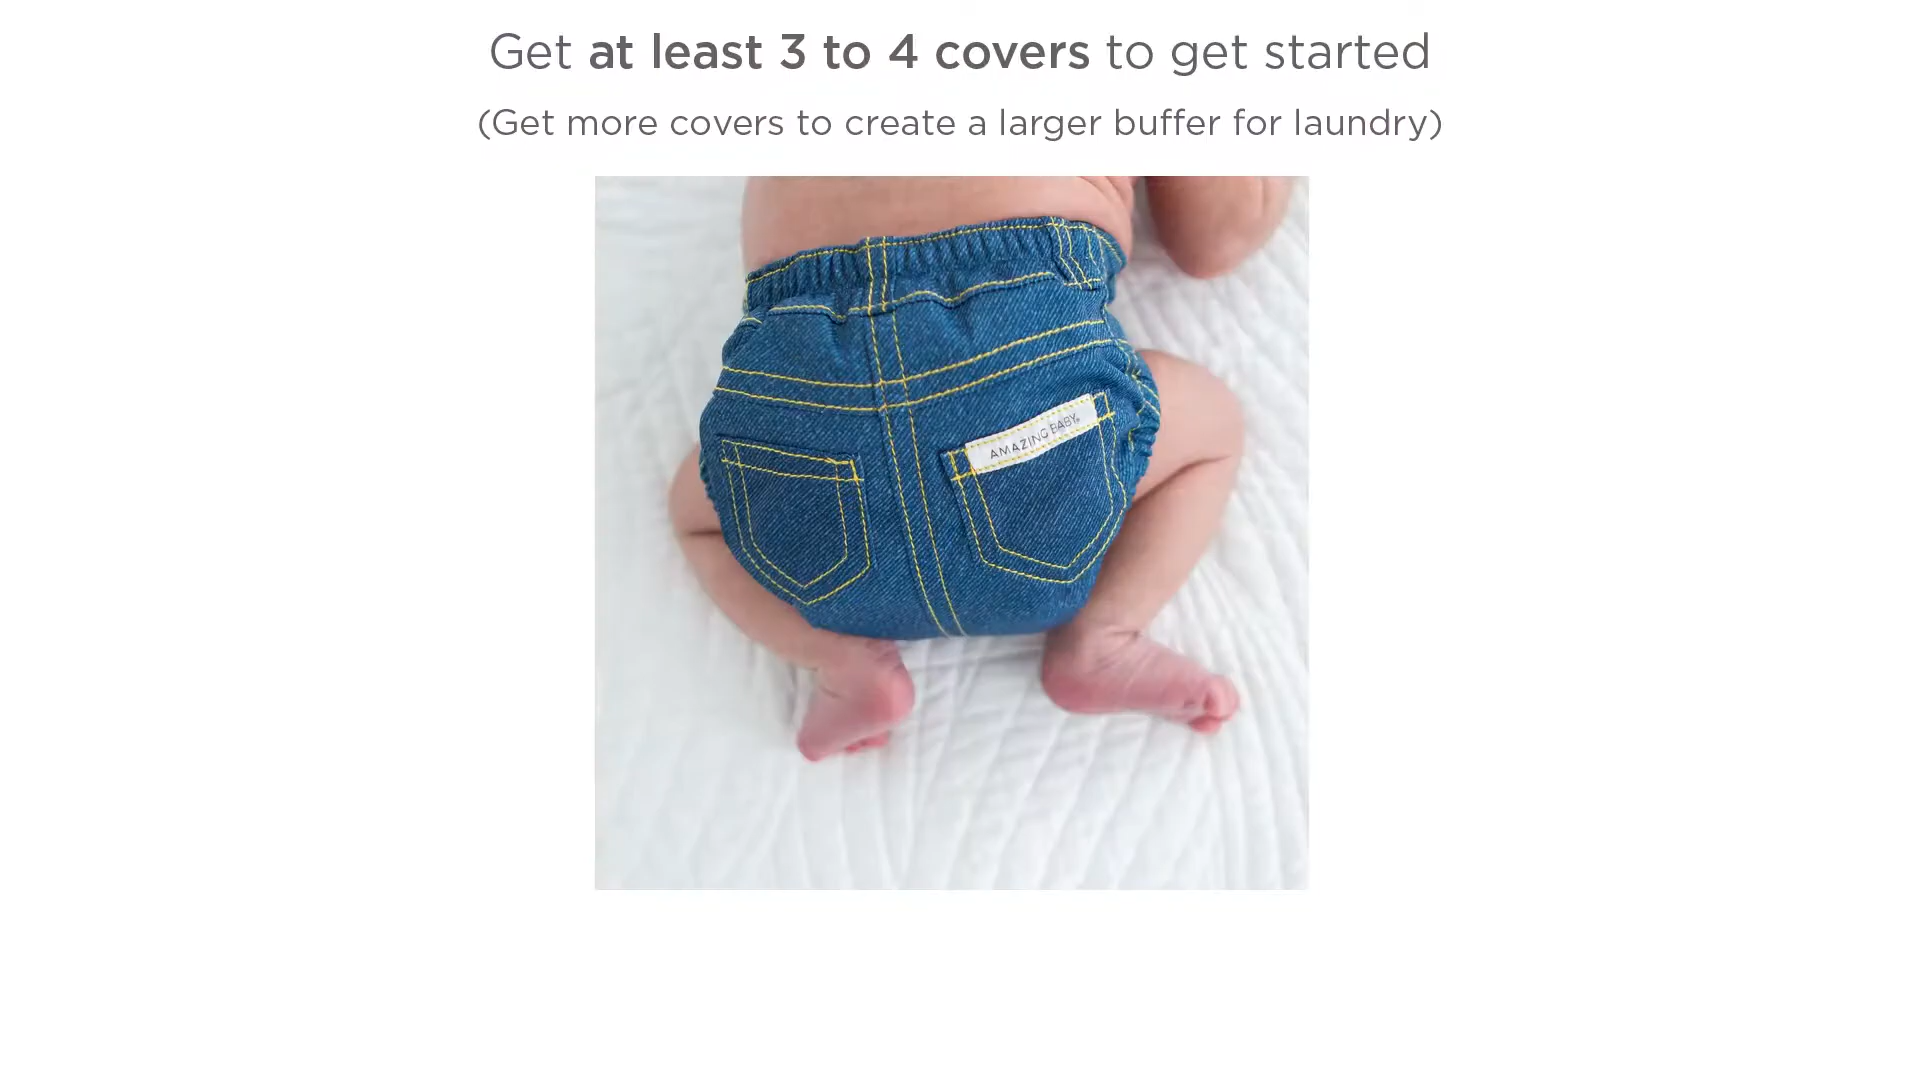 Get at least 3 to 4 covers to get started
(Get more covers to create a larger buffer for laundry)
AMAZING BABY